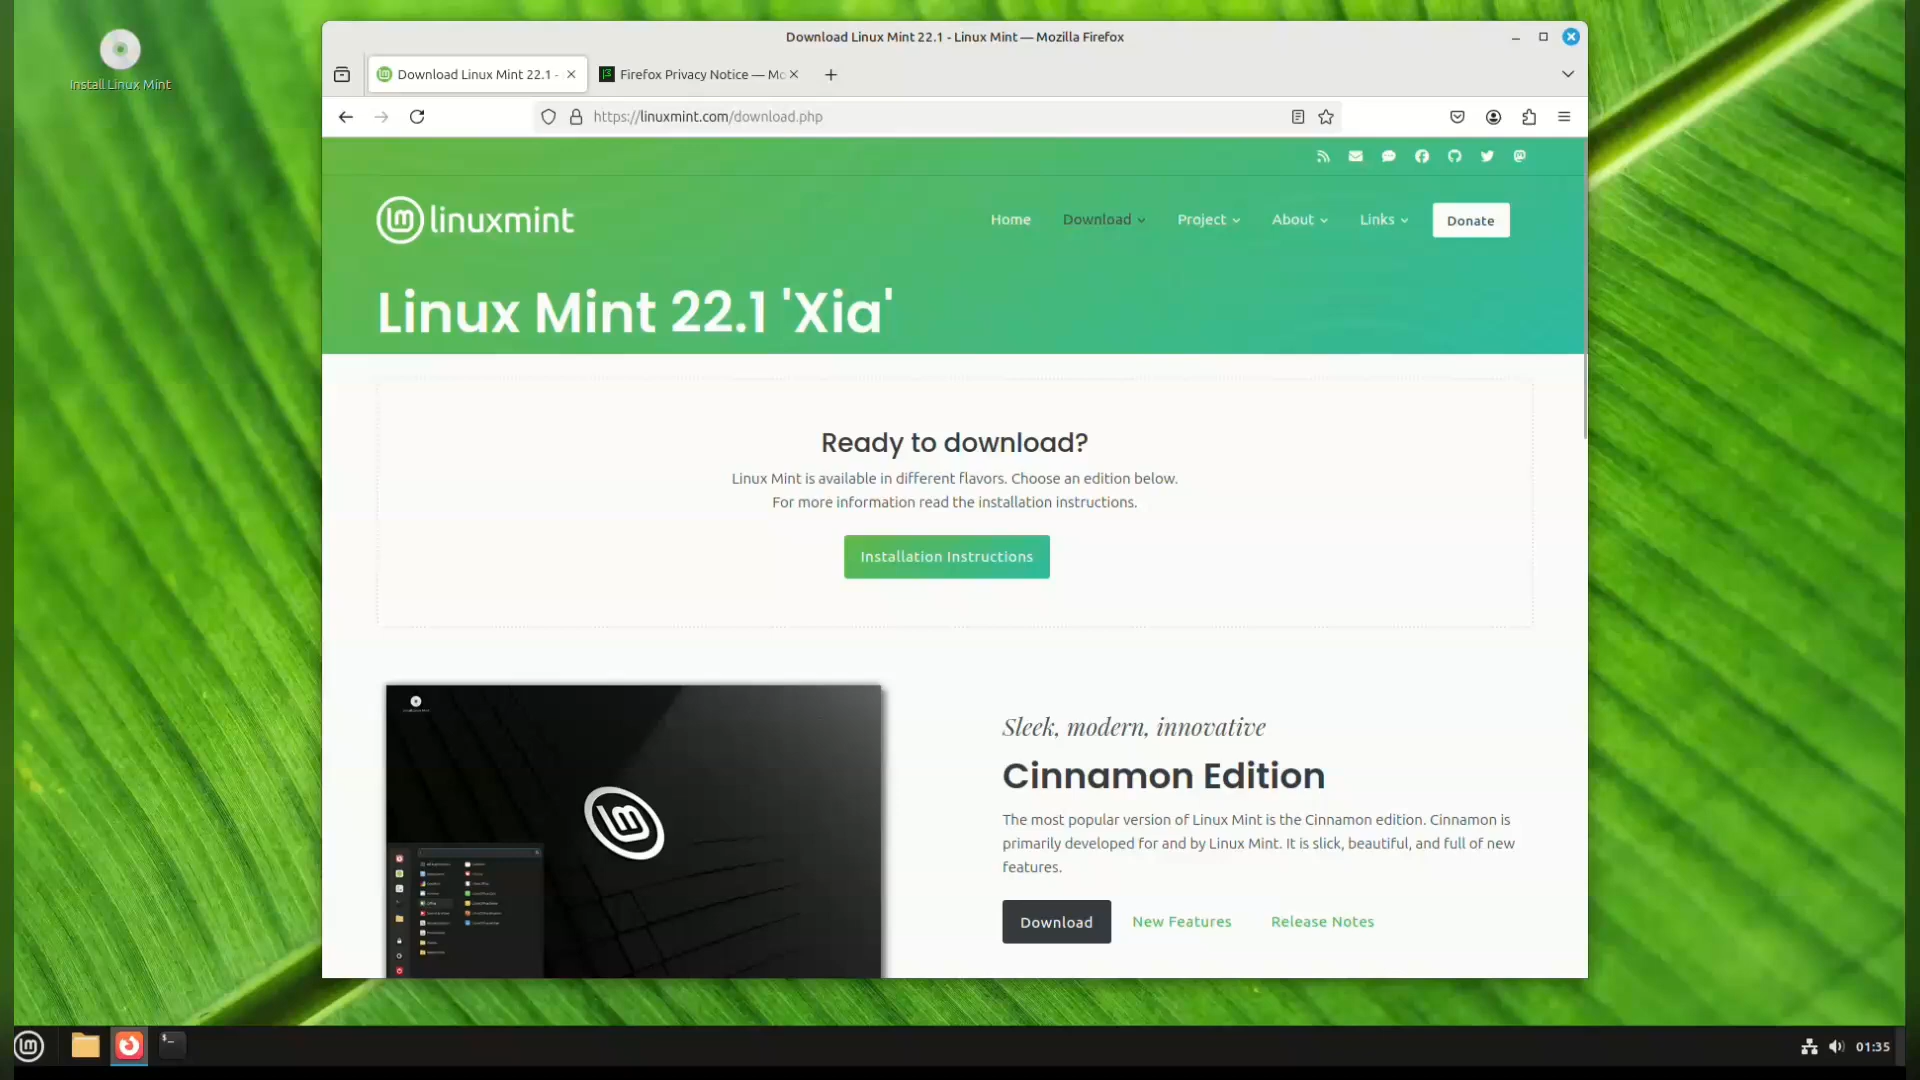 Install Linux Mint
Download Linux Mint 22.1 - Linux Mint — Mozilla Firefox
Download Linux Mint 22.1 -
Firefox Privacy Notice — Mo
https://linuxmint.com/download.php
linuxmint
Home
Download
Project
About
Links
Donate
Linux Mint 22.1 'Xia'
Ready to download?
Linux Mint is available in different flavors. Choose an edition below.
For more information read the installation instructions.
Installation Instructions
Sleek, modern, innovative
Cinnamon Edition
The most popular version of Linux Mint is the Cinnamon edition. Cinnamon is
primarily developed for and by Linux Mint. It is slick, beautiful, and full of new
features.
Download
New Features
Release Notes
01:35